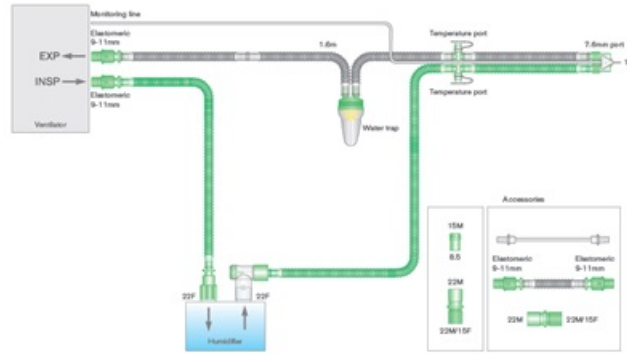 Monitoring line
Elastomeric
9-11mm
EXP
INSP
Elastomeric
9-11mm
Ventilator
1.6m
Water trap
Temperature port
Temperature port
7.6mm port
22F
22F
Humidifier
15M
8.5
22M
22M/15F
Accessories
Elastomeric
9-11mm
Elastomeric
9-11mm
22M
22M/15F